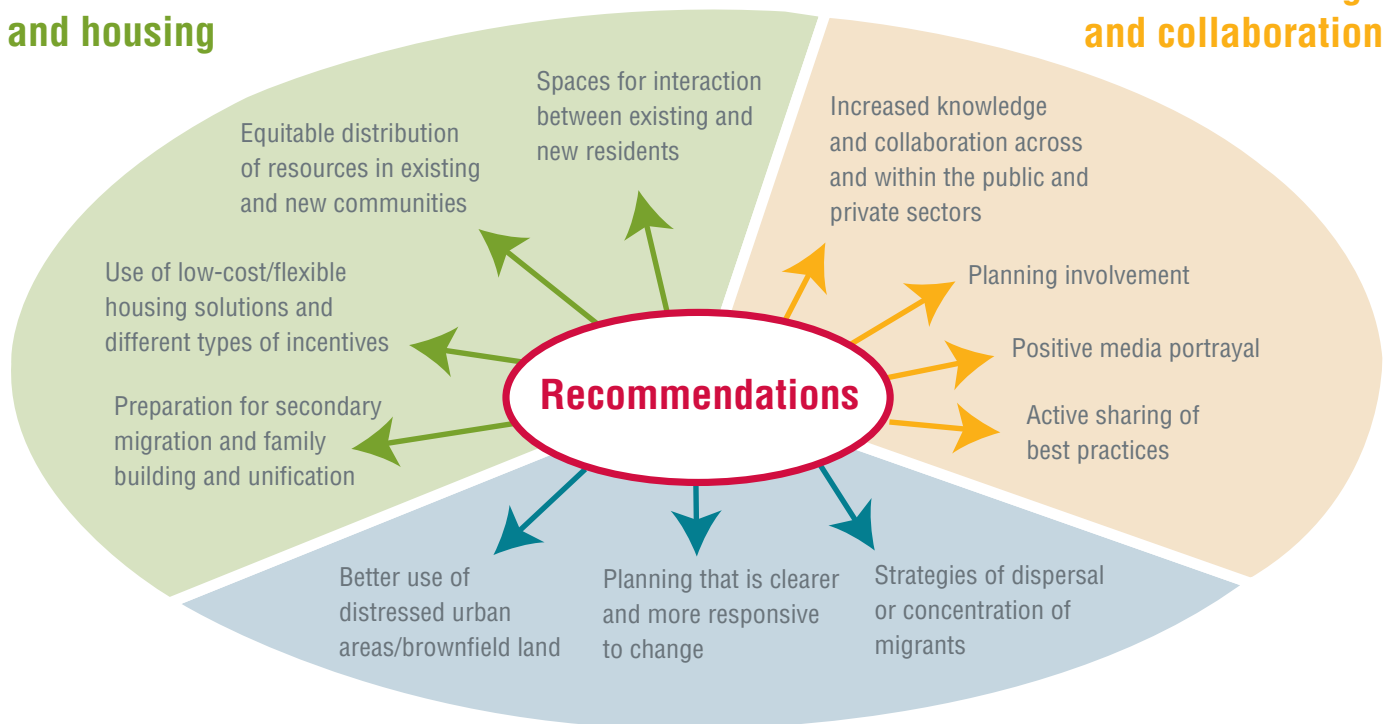 and housing
and collaboration
Spaces for interaction
between existing and
new residents
Equitable distribution
of resources in existing
and new communities
Use of low-cost/flexible
housing solutions and
different types of incentives
Preparation for secondary
migration and family
building and unification
Increased knowledge
and collaboration across
and within the public and
private sectors
Planning involvement
Positive media portrayal
Active sharing of
best practices
Recommendations
Better use of
distressed urban
areas/brownfield land
Planning that is clearer
and more responsive
to change
Strategies of dispersal
or concentration of
migrants